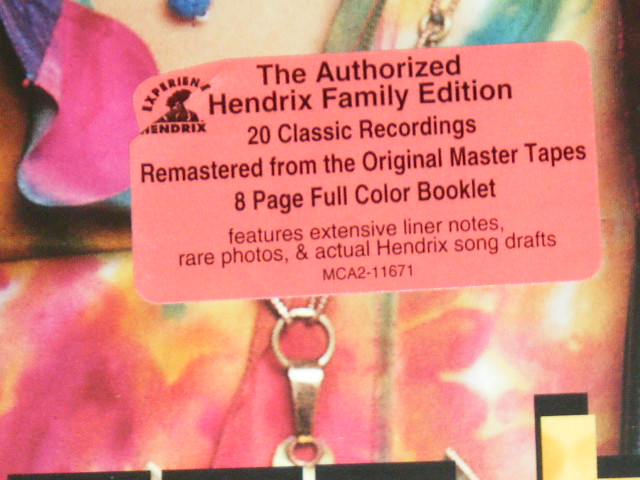 EXPERIENCE
HENDRIX
The Authorized
Hendrix Family Edition
20 Classic Recordings
Remastered from the Original Master Tapes
8 Page Full Color Booklet
features extensive liner notes,
rare photos, & actual Hendrix song drafts
MCA2-11671